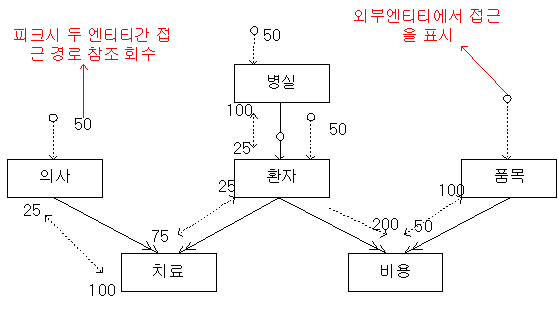 피크시 두 엔티티간 접
근 경로 참조 회수
외부엔티티에서 접근
을 표시
50
병실
100
50
50
25
의사
환자
품목
25
25
100
75
200
50
치료
비용
100